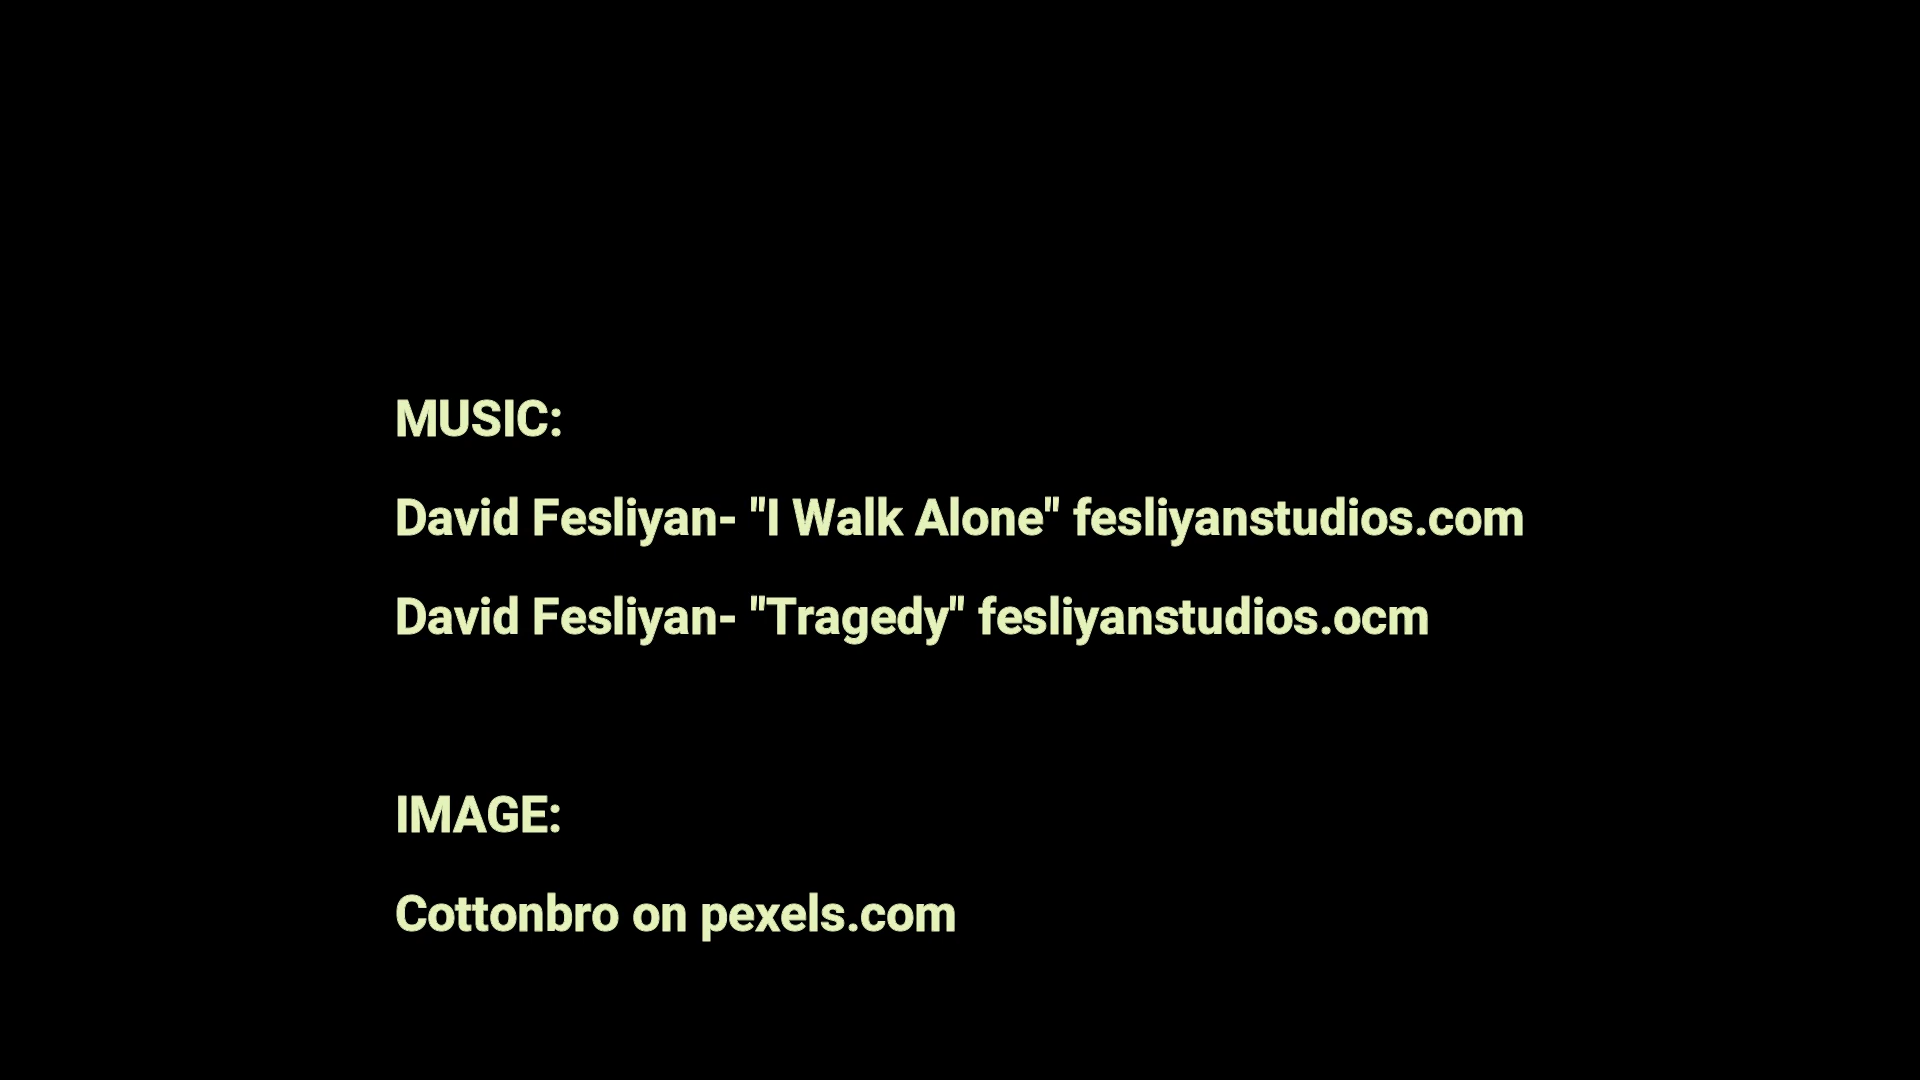 MUSIC:
David Fesliyan- "I Walk Alone" fesliyanstudios.com
David Fesliyan- "Tragedy" fesliyanstudios.ocm
IMAGE:
Cottonbro on pexels.com